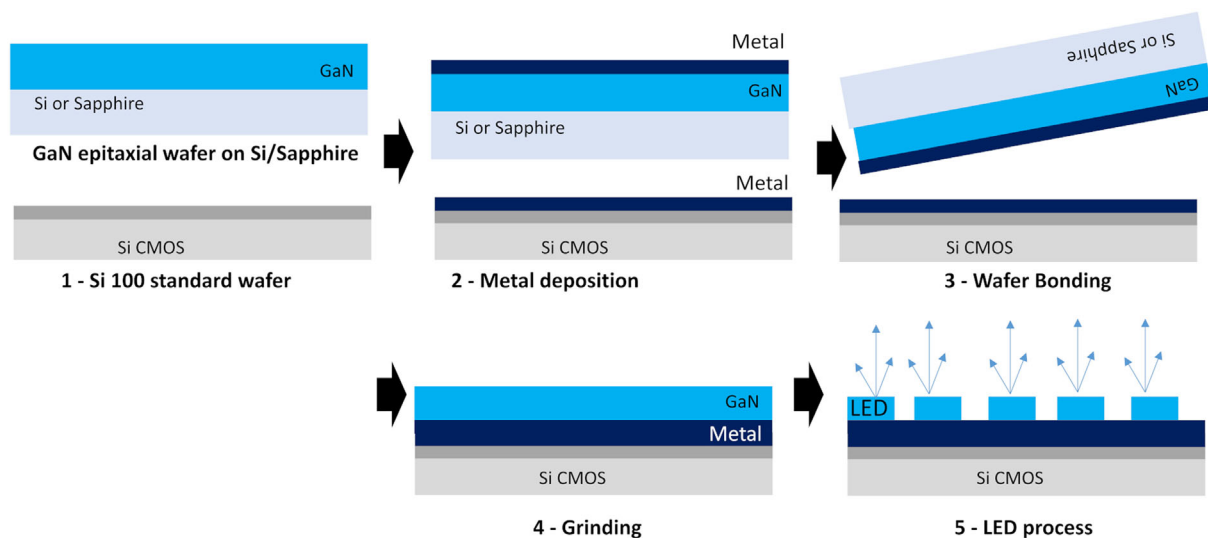 GaN
Si or Sapphire
GaN epitaxial wafer on Si/Sapphire
Si CMOS
1 - Si 100 standard wafer
Metal
GaN
Si or Sapphire
Metal
Si CMOS
2 - Metal deposition
Si or Sapphire
GaN
Si CMOS
3 - Wafer Bonding
GaN
Metal
Si CMOS
4 - Grinding
LED
Si CMOS
5 - LED process